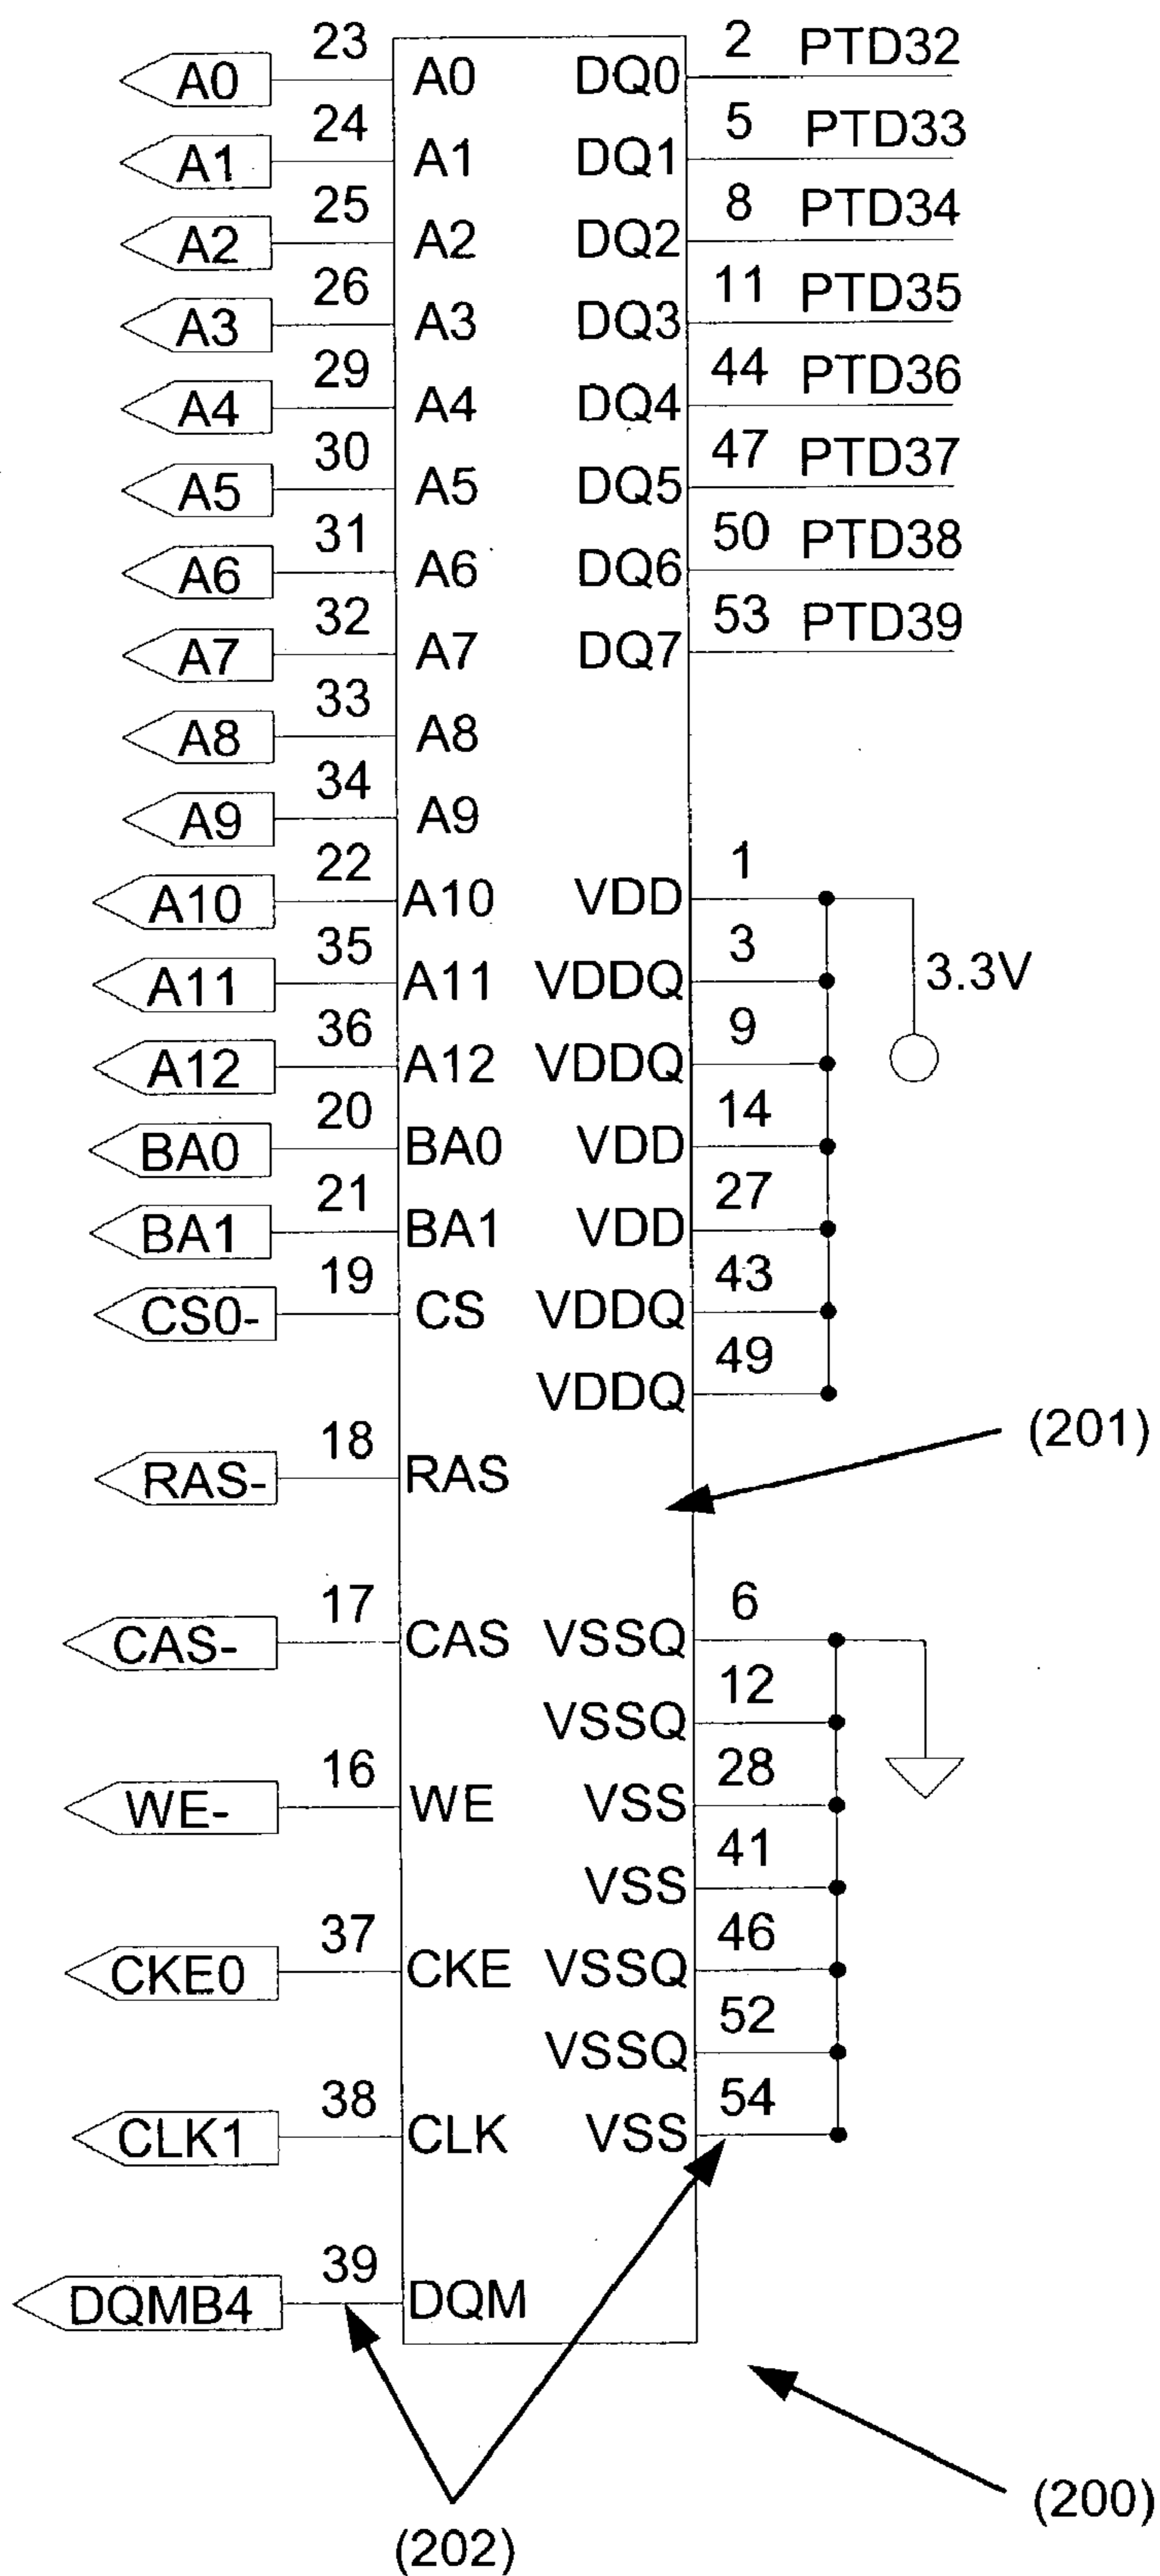 A0 23 A0 DQ0 2 PTD32
A1 24 A1 DQ1 5 PTD33
A2 25 A2 DQ2 8 PTD34
A3 26 A3 DQ3 11 PTD35
A4 29 A4 DQ4 44 PTD36
A5 30 A5 DQ5 47 PTD37
A6 31 A6 DQ6 50 PTD38
A7 32 A7 DQ7 53 PTD39
A8 33 A8
A9 34 A9
A10 22 A10 VDD 1
A11 35 A11 VDDQ 3 3.3V
A12 36 A12 VDDQ 9
BA0 20 BA0 VDD 14
BA1 21 BA1 VDD 27
CS0- 19 CS VDDQ 43
VDDQ 49
(201)
RAS- 18 RAS
CAS- 17 CAS VSSQ 6
VSSQ 12
WE- 16 WE VSS 28
VSS 41
CKE0 37 CKE VSSQ 46
VSSQ 52
CLK1 38 CLK VSS 54
DQMB4 39 DQM
(200)
(202)